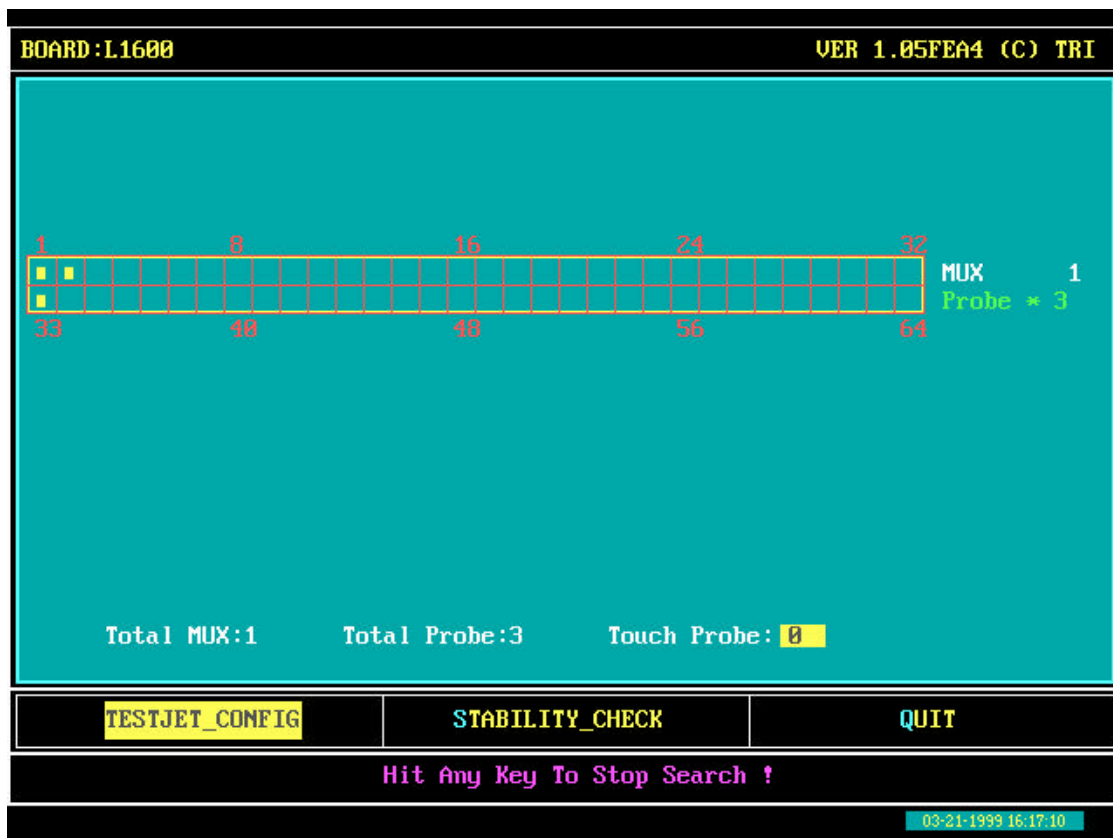 BOARD:L1600 VER 1.05FEA4 (C) TRI
1 8 16 24 32
MUX 1
Probe * 3
33 40 48 56 64
Total MUX:1 Total Probe:3 Touch Probe: 0
TESTJET_CONFIG STABILITY_CHECK QUIT
Hit Any Key To Stop Search !
03-21-1999 16:17:10